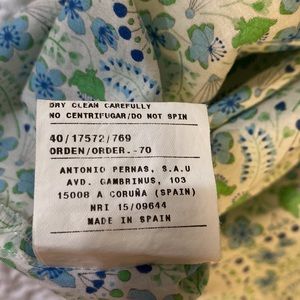 DRY CLEAN CAREFULLY
NO CENTRIFUGAR/DO NOT SPIN
40/17572/769
ORDEN/ORDER.-70
ANTONIO PERNAS, S.A.U
AVD. GAMBRINUS, 103
15008 A CORUÑA (SPAIN)
NRI 15/09644
MADE IN SPAIN